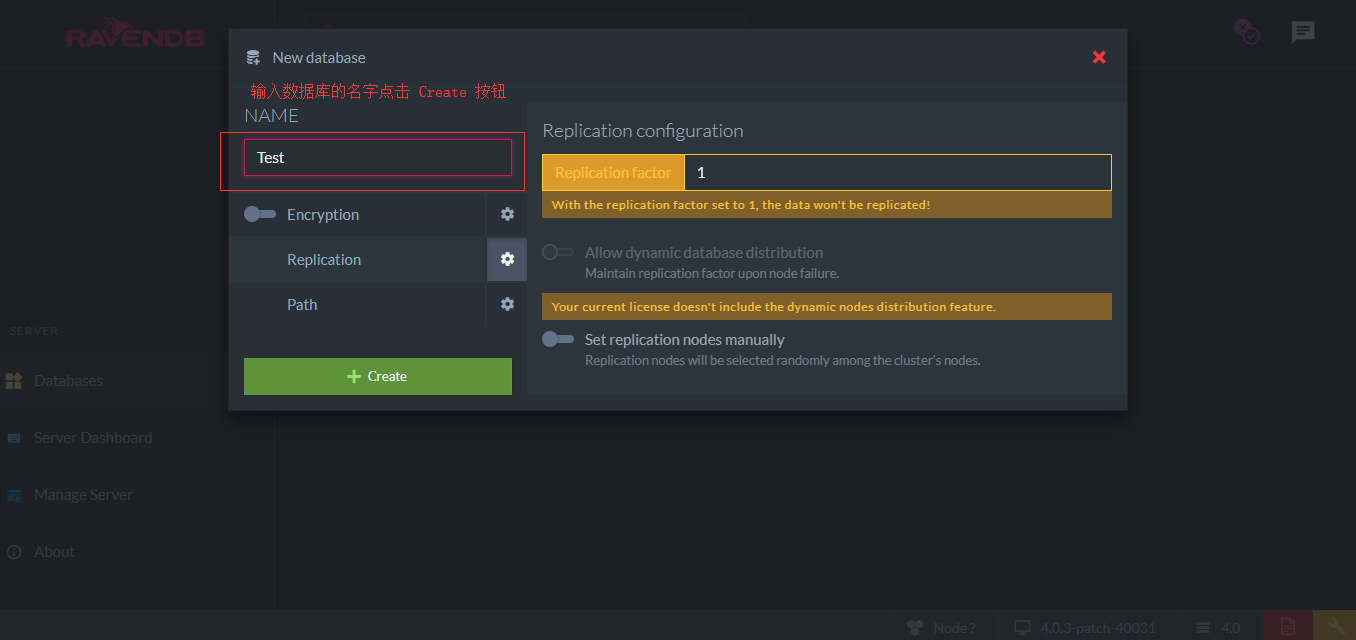 RAVENDB
New database
输入数据库的名字点击 Create 按钮
NAME
Test
Encryption
Replication
Path
Create
Replication configuration
Replication factor 1
With the replication factor set to 1, the data won't be replicated!
Allow dynamic database distribution
Maintain replication factor upon node failure.
Your current license doesn't include the dynamic nodes distribution feature.
Set replication nodes manually
Replication nodes will be selected randomly among the cluster's nodes.
SERVER
Databases
Server Dashboard
Manage Server
About
Node ? 4.0.3-patch-40031 4.0